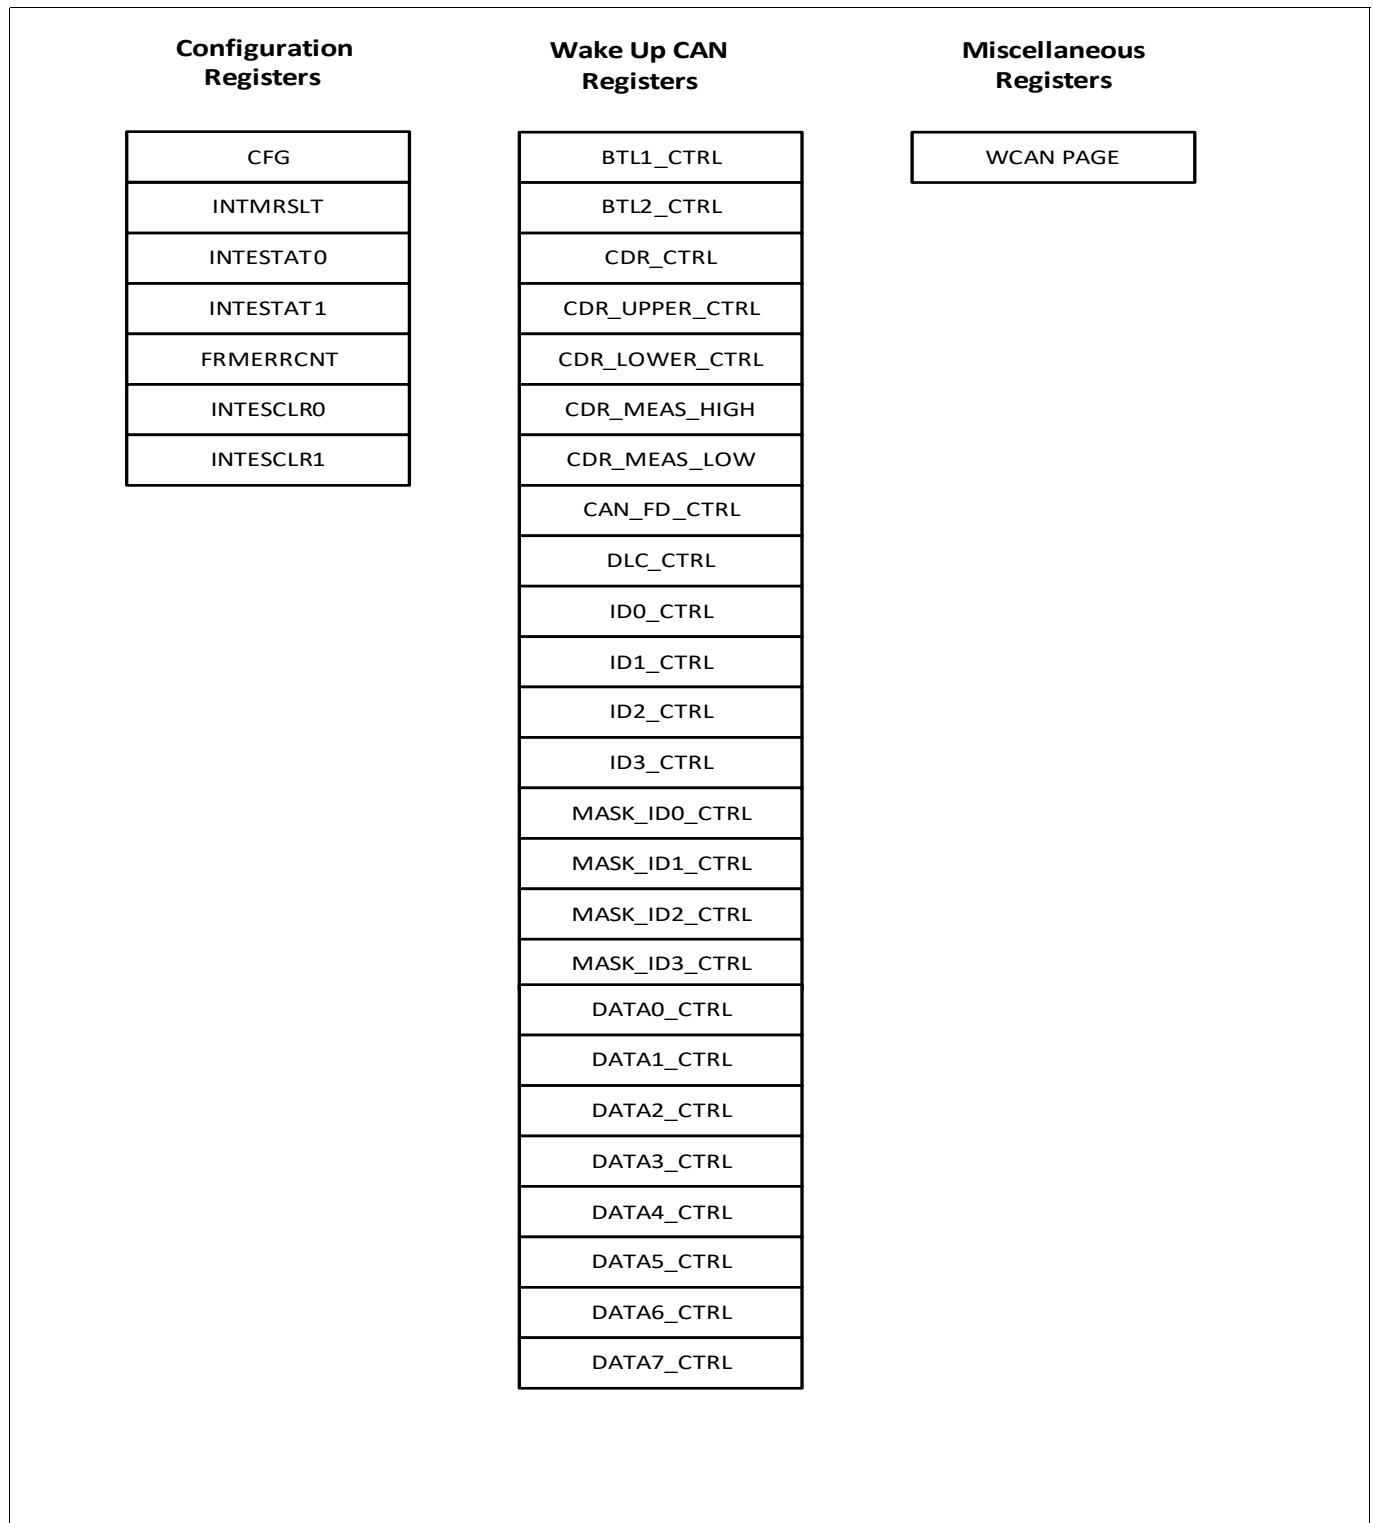 Configuration
Registers
CFG
INTMRSLT
INTESTAT0
INTESTAT1
FRMERRCNT
INTESCLR0
INTESCLR1
Wake Up CAN
Registers
BTL1_CTRL
BTL2_CTRL
CDR_CTRL
CDR_UPPER_CTRL
CDR_LOWER_CTRL
CDR_MEAS_HIGH
CDR_MEAS_LOW
CAN_FD_CTRL
DLC_CTRL
ID0_CTRL
ID1_CTRL
ID2_CTRL
ID3_CTRL
MASK_ID0_CTRL
MASK_ID1_CTRL
MASK_ID2_CTRL
MASK_ID3_CTRL
DATA0_CTRL
DATA1_CTRL
DATA2_CTRL
DATA3_CTRL
DATA4_CTRL
DATA5_CTRL
DATA6_CTRL
DATA7_CTRL
Miscellaneous
Registers
WCAN PAGE